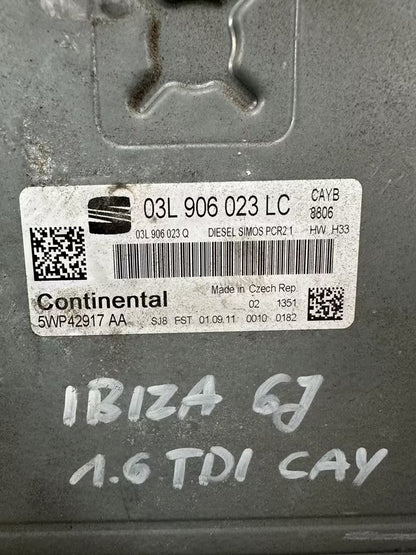 03L 906 023 LC CAYB
8806
03L 906 023 Q DIESEL SIMOS PCR2.1 HW H33
Continental Made in Czech Rep.
02 1351
5WP42917 AA SJ8 FST 01.09.11 0010 0182
IBIZA 6J
1.6 TDI CAY